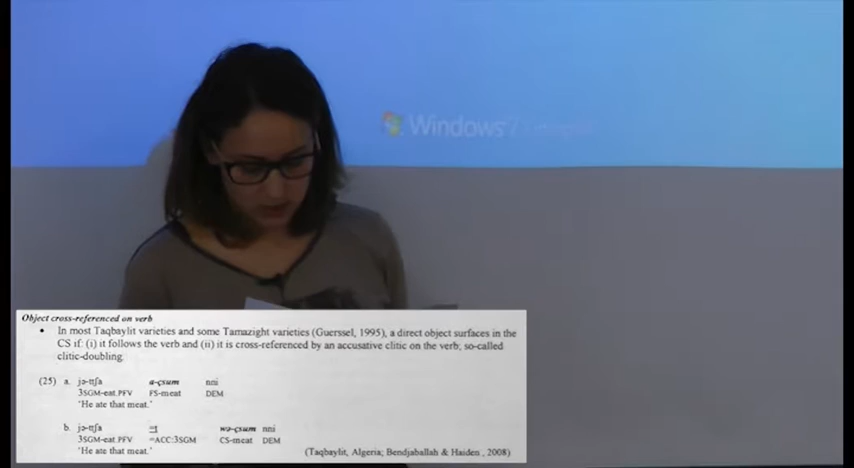 Windows 7
Object cross-referenced on verb
• In most Taqbaylit varieties and some Tamazight varieties (Guerssel, 1995), a direct object surfaces in the
CS if: (i) it follows the verb and (ii) it is cross-referenced by an accusative clitic on the verb; so-called
clitic-doubling.
(25) a. jə-ttʃa a-çsum nni
3SGM-eat.PFV FS-meat DEM
'He ate that meat.'
b. jə-ttʃa =t wə-çsum nni
3SGM-eat.PFV =ACC:3SGM CS-meat DEM
'He ate that meat.' (Taqbaylit, Algeria; Bendjaballah & Haiden, 2008)